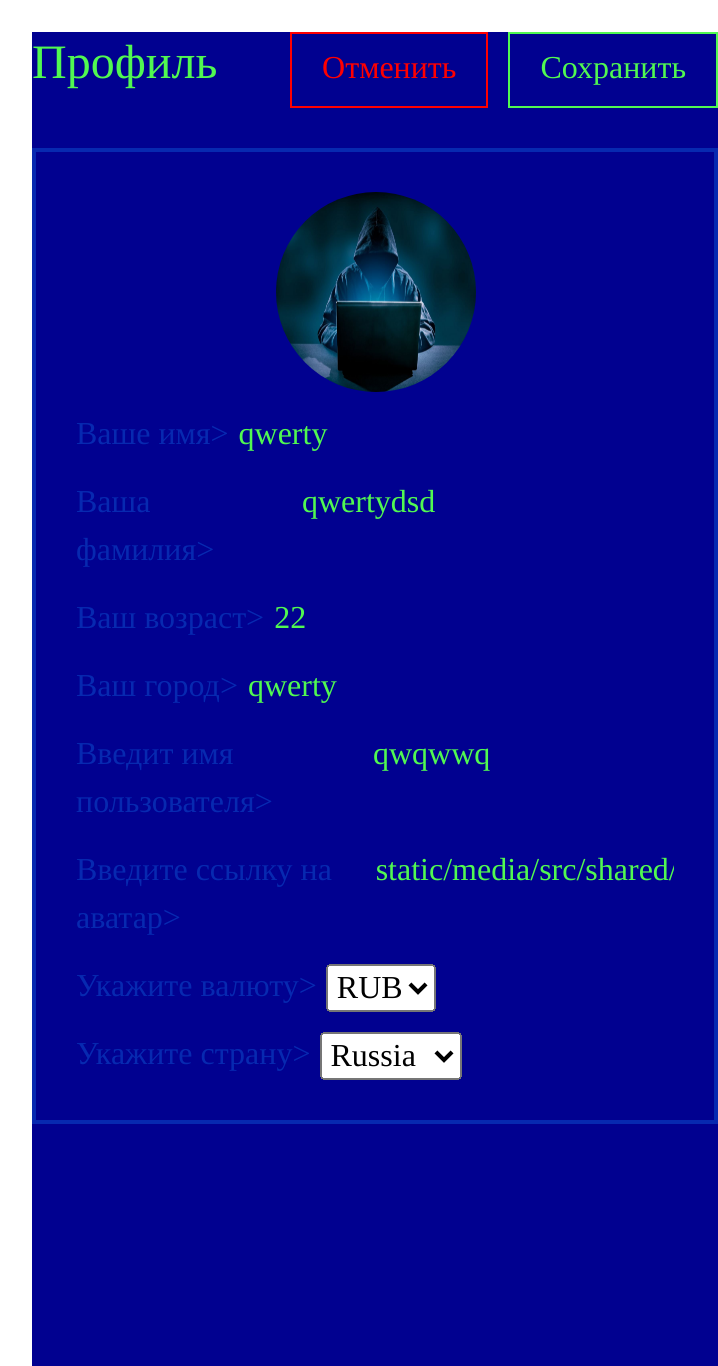 Профиль Отменить Сохранить
Ваше имя> qwerty
Ваша qwertydsd
фамилия>
Ваш возраст> 22
Ваш город> qwerty
Введит имя qwqwwq
пользователя>
Введите ссылку на static/media/src/shared/
аватар>
Укажите валюту> RUB
Укажите страну> Russia